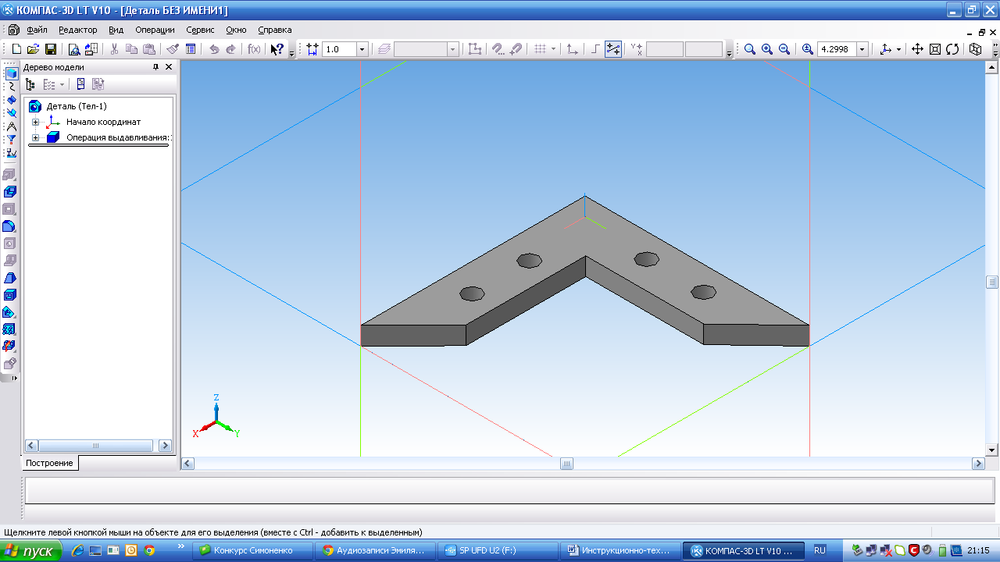 КОМПАС-3D LT V10 - [Деталь БЕЗ ИМЕНИ1]
Файл Редактор Вид Операции Сервис Окно Справка
1.0 f(x) 4.2998
Дерево модели
Деталь (Тел-1)
Начало координат
Операция выдавливания:
Z
X Y
Построение
Щелкните левой кнопкой мыши на объекте для его выделения (вместе с Ctrl - добавить к выделенным)
пуск » Конкурс Симоненко Аудиозаписи Эмиля... SP UFD U2 (F:) Инструкционно-тех... КОМПАС-3D LT V10 ... RU 21:15